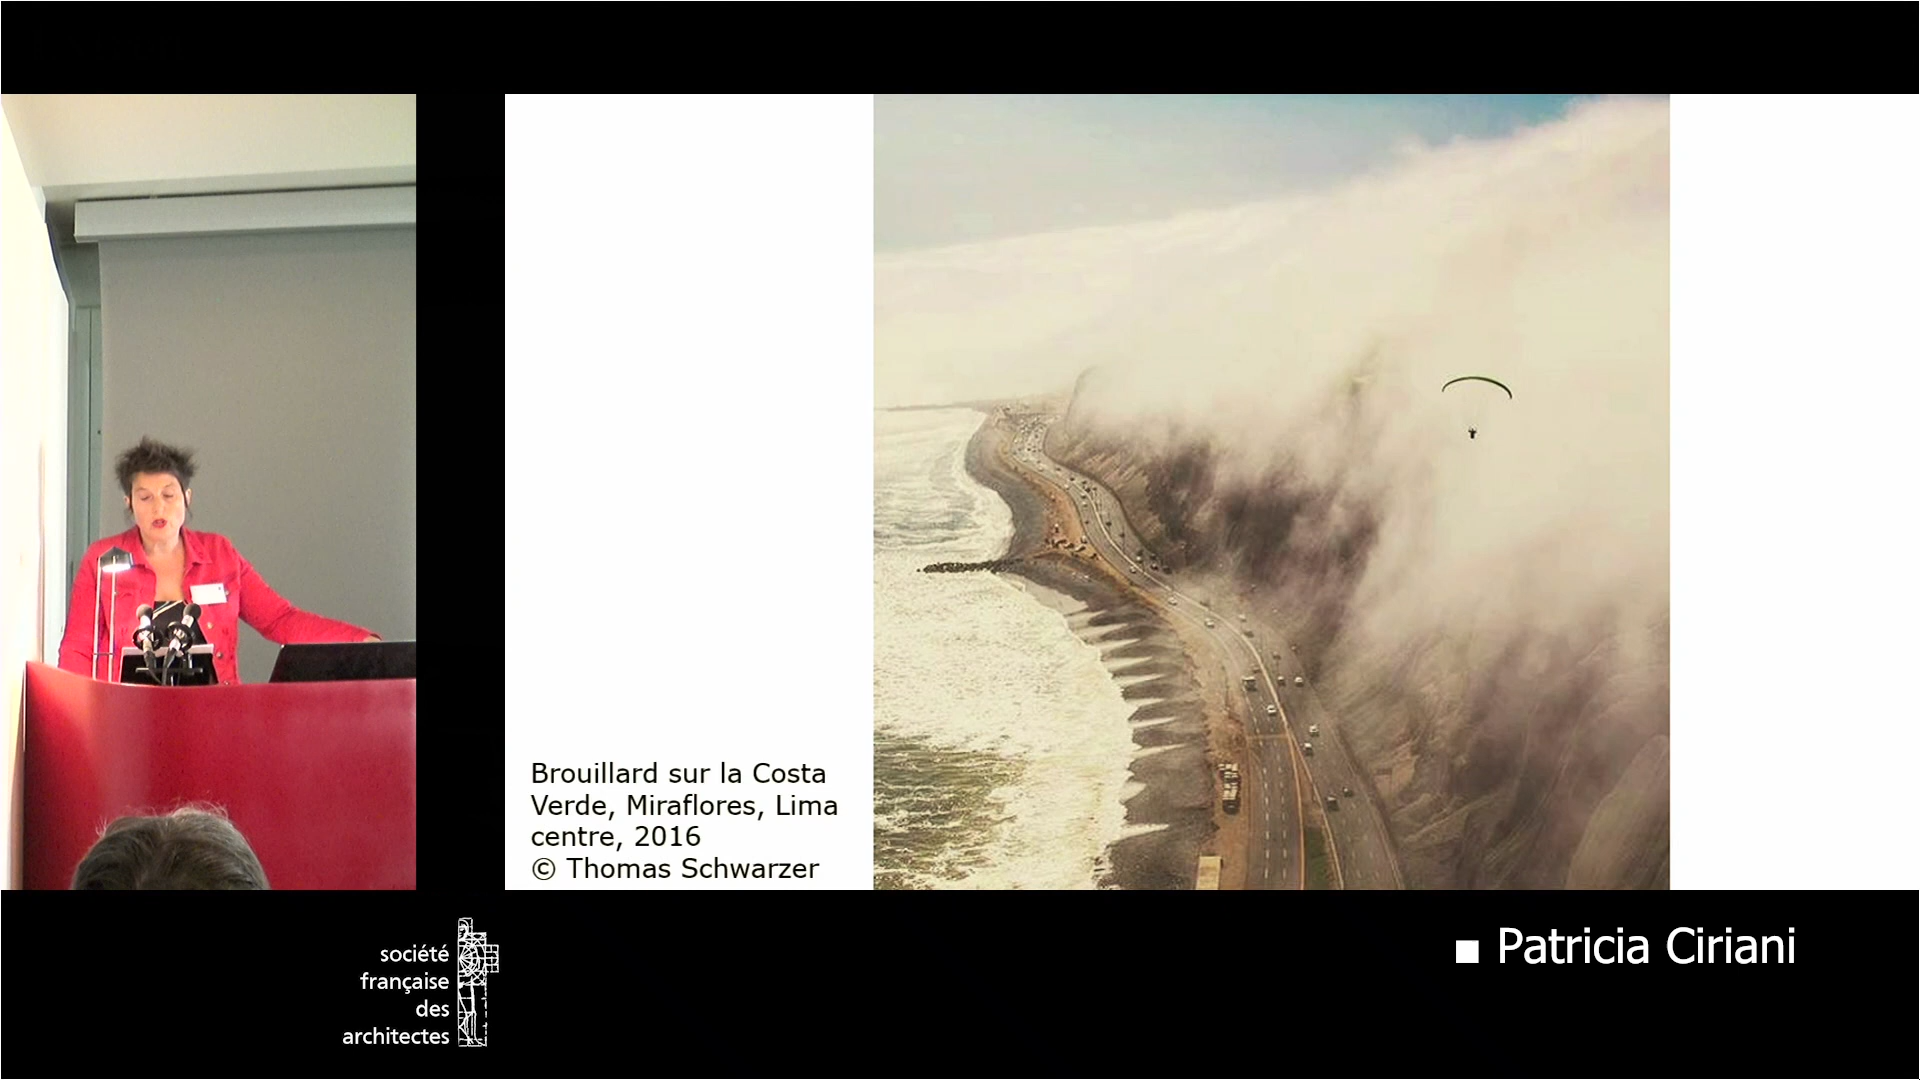 Brouillard sur la Costa
Verde, Miraflores, Lima
centre, 2016
© Thomas Schwarzer
société
française
des
architectes
▪ Patricia Ciriani